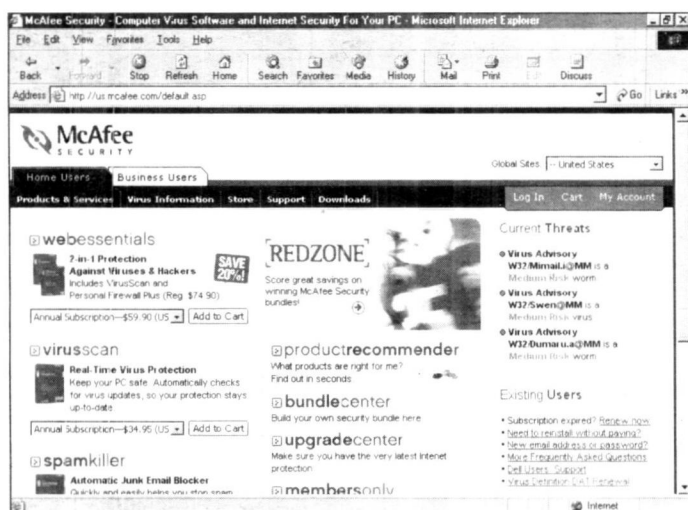 McAfee Security - Computer Virus Software and Internet Security For Your PC - Microsoft Internet Explorer
File Edit View Favorites Tools Help
Back Forward Stop Refresh Home Search Favorites Media History Mail Print Edit Discuss
Address http://us.mcafee.com/default.asp Go Links »
McAfee
SECURITY
Global Sites: -- United States
Home Users Business Users
Products & Services Virus Information Store Support Downloads Log In Cart My Account
webessentials
2-in-1 Protection
Against Viruses & Hackers
Includes VirusScan and
Personal Firewall Plus (Reg. $74.90)
SAVE
20%!
Annual Subscription---$59.90 (US Add to Cart
virusscan
Real-Time Virus Protection
Keep your PC safe. Automatically checks
for virus updates, so your protection stays
up-to-date.
Annual Subscription---$34.95 (US Add to Cart
spamkiller
Automatic Junk Email Blocker
Quickly and easily helps you stop spam
REDZONE
Score great savings on
winning McAfee Security
bundles!
productrecommender
What products are right for me?
Find out in seconds
bundlecenter
Build your own security bundle here
upgradecenter
Make sure you have the very latest Internet
protection
membersonly
Current Threats
Virus Advisory
W32/Mimail.i@MM is a
Medium Risk worm
Virus Advisory
W32/Swen@MM is a
Medium Risk virus
Virus Advisory
W32/Dumaru.a@MM is a
Medium Risk worm
Existing Users
• Subscription expired? Renew now
• Need to reinstall without paying?
• New email address or password?
• More Frequently Asked Questions
• Dell Users: Support
• Virus Definition DAT Renewal
Internet